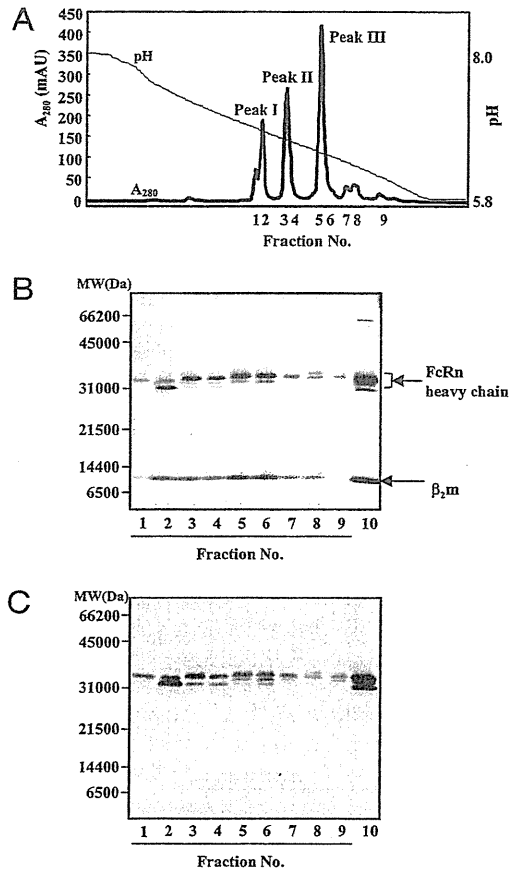 A
450
400
350
300
250
200
150
100
50
0
A280 (mAU)
pH
Peak I
Peak II
Peak III
A280
8.0
pH
5.8
12 34 56 78 9
Fraction No.
B
MW(Da)
66200
45000
31000
21500
14400
6500
FcRn
heavy chain
β2m
1 2 3 4 5 6 7 8 9 10
Fraction No.
C
MW(Da)
66200
45000
31000
21500
14400
6500
1 2 3 4 5 6 7 8 9 10
Fraction No.